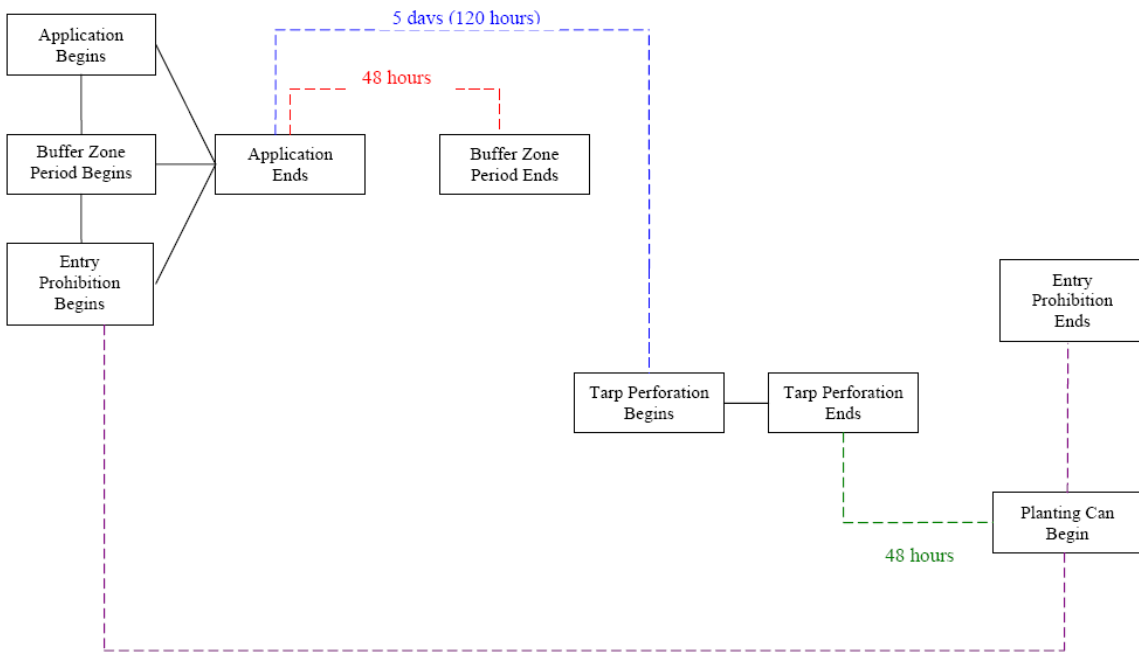 5 days (120 hours)
Application
Begins
48 hours
Buffer Zone
Period Begins
Application
Ends
Buffer Zone
Period Ends
Entry
Prohibition
Begins
Entry
Prohibition
Ends
Tarp Perforation
Begins
Tarp Perforation
Ends
Planting Can
Begin
48 hours